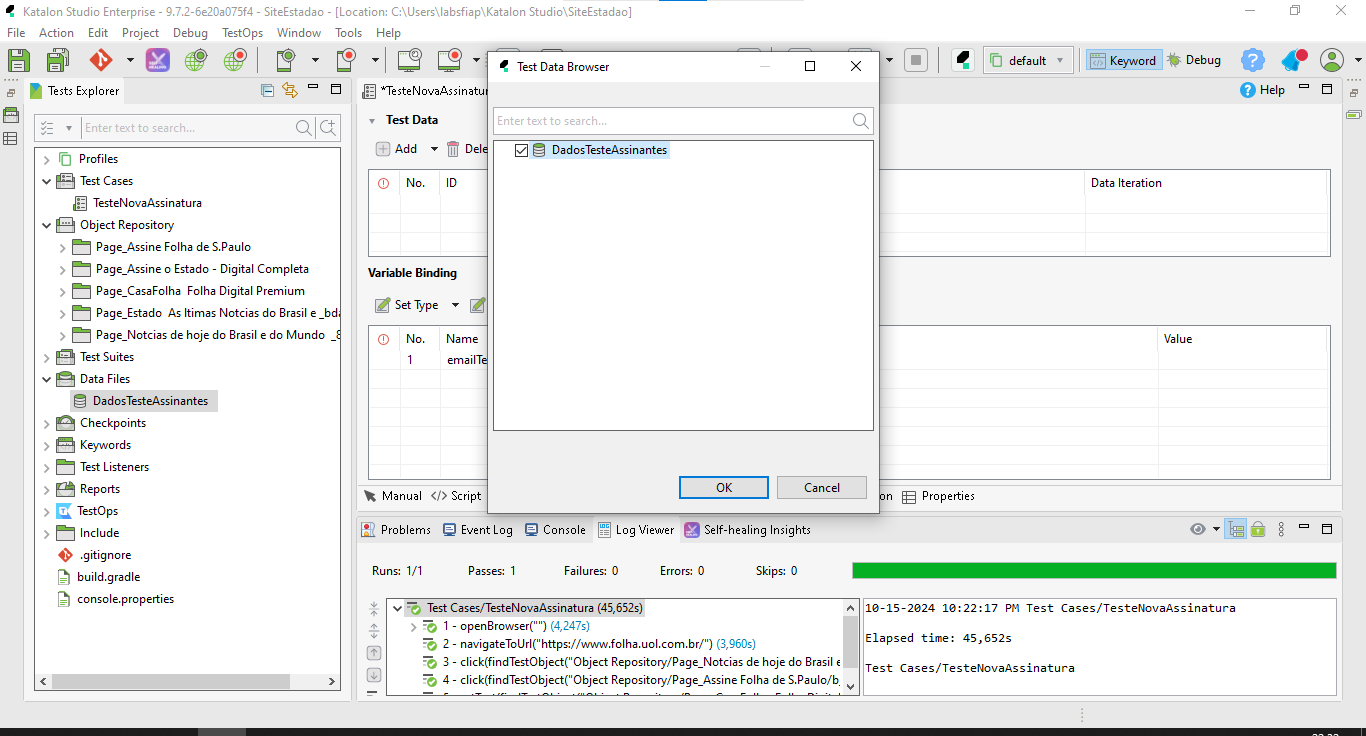 Katalon Studio Enterprise - 9.7.2-6e20a075f4 - SiteEstadao - [Location: C:\Users\labsfiap\Katalon Studio\SiteEstadao]
File Action Edit Project Debug TestOps Window Tools Help
default Keyword Debug
Tests Explorer
Enter text to search...
Profiles
Test Cases
TesteNovaAssinatura
Object Repository
Page_Assine Folha de S.Paulo
Page_Assine o Estado - Digital Completa
Page_CasaFolha Folha Digital Premium
Page_Estado As ltimas Notcias do Brasil e _bda
Page_Notcias de hoje do Brasil e do Mundo _8
Test Suites
Data Files
DadosTesteAssinantes
Checkpoints
Keywords
Test Listeners
Reports
TestOps
Include
.gitignore
build.gradle
console.properties
*TesteNovaAssinatu
Help
Test Data
Add Dele
No. ID Data Iteration
Variable Binding
Set Type
No. Name Value
1 emailTe
Manual </> Script on Properties
Test Data Browser
Enter text to search...
DadosTesteAssinantes
OK Cancel
Problems Event Log Console Log Viewer Self-healing Insights
Runs: 1/1 Passes: 1 Failures: 0 Errors: 0 Skips: 0
Test Cases/TesteNovaAssinatura (45,652s)
1 - openBrowser("") (4,247s)
2 - navigateToUrl("https://www.folha.uol.com.br/") (3,960s)
3 - click(findTestObject("Object Repository/Page_Notcias de hoje do Brasil e
4 - click(findTestObject("Object Repository/Page_Assine Folha de S.Paulo/b
10-15-2024 10:22:17 PM Test Cases/TesteNovaAssinatura
Elapsed time: 45,652s
Test Cases/TesteNovaAssinatura